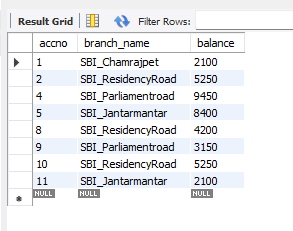 Result Grid Filter Rows:
accno branch_name balance
1 SBI_Chamrajpet 2100
2 SBI_ResidencyRoad 5250
4 SBI_Parliamentroad 9450
5 SBI_Jantarmantar 8400
8 SBI_ResidencyRoad 4200
9 SBI_Parliamentroad 3150
10 SBI_ResidencyRoad 5250
11 SBI_Jantarmantar 2100
NULL NULL NULL